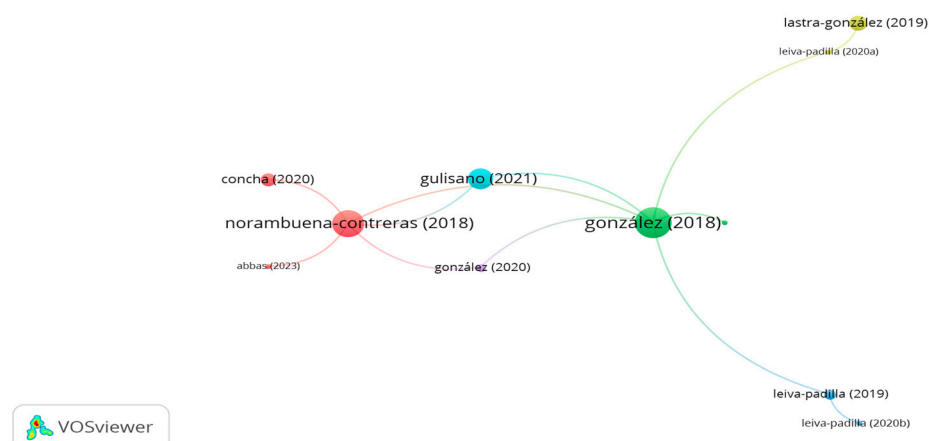 lastra-gonzález (2019)
leiva-padilla (2020a)
concha (2020)
gulisano (2021)
norambuena-contreras (2018)
gonzález (2018)
abbas (2023)
gonzález (2020)
leiva-padilla (2019)
leiva-padilla (2020b)
VOSviewer